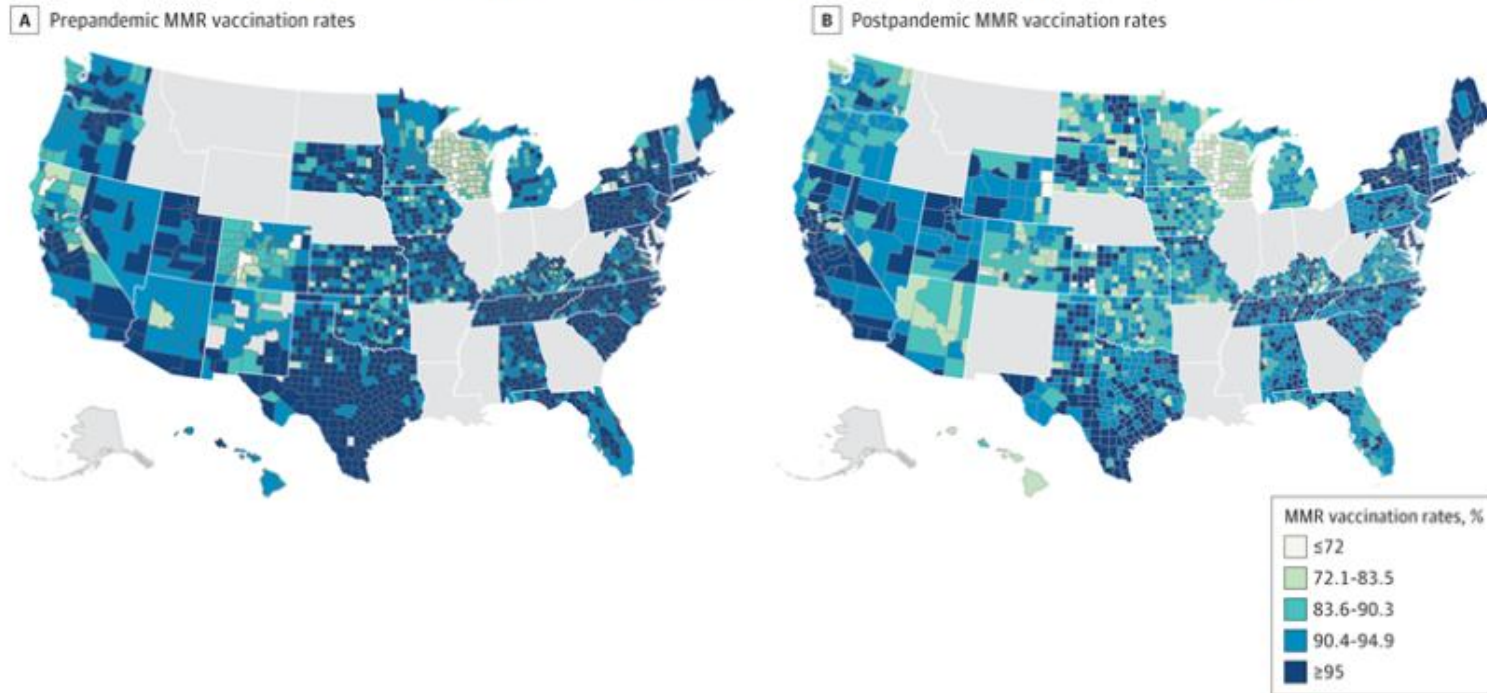 A Prepandemic MMR vaccination rates
B Postpandemic MMR vaccination rates
MMR vaccination rates, %
≤72
72.1-83.5
83.6-90.3
90.4-94.9
≥95